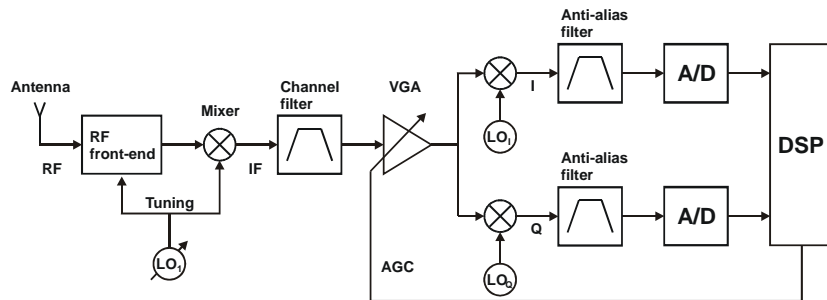 Antenna
RF
RF
front-end
Mixer
Tuning
LO1
IF
Channel
filter
VGA
AGC
LOI
I
Anti-alias
filter
A/D
LOQ
Q
Anti-alias
filter
A/D
DSP